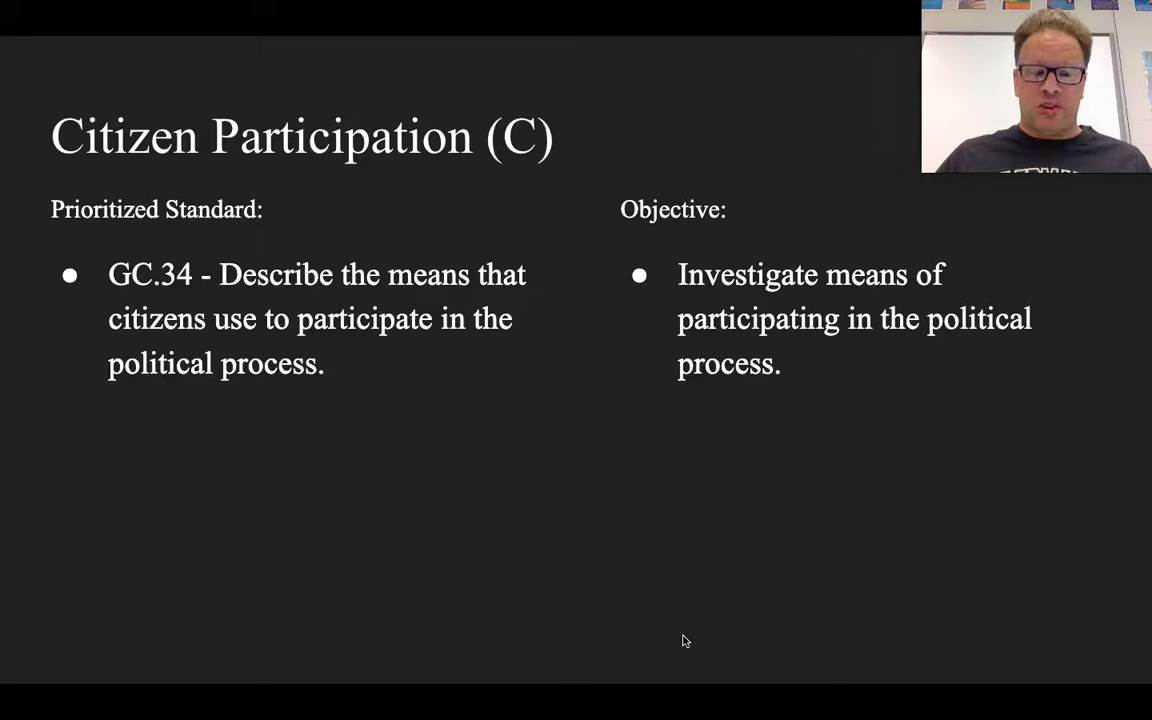 Citizen Participation (C)
Prioritized Standard:
● GC.34 - Describe the means that
citizens use to participate in the
political process.
Objective:
● Investigate means of
participating in the political
process.